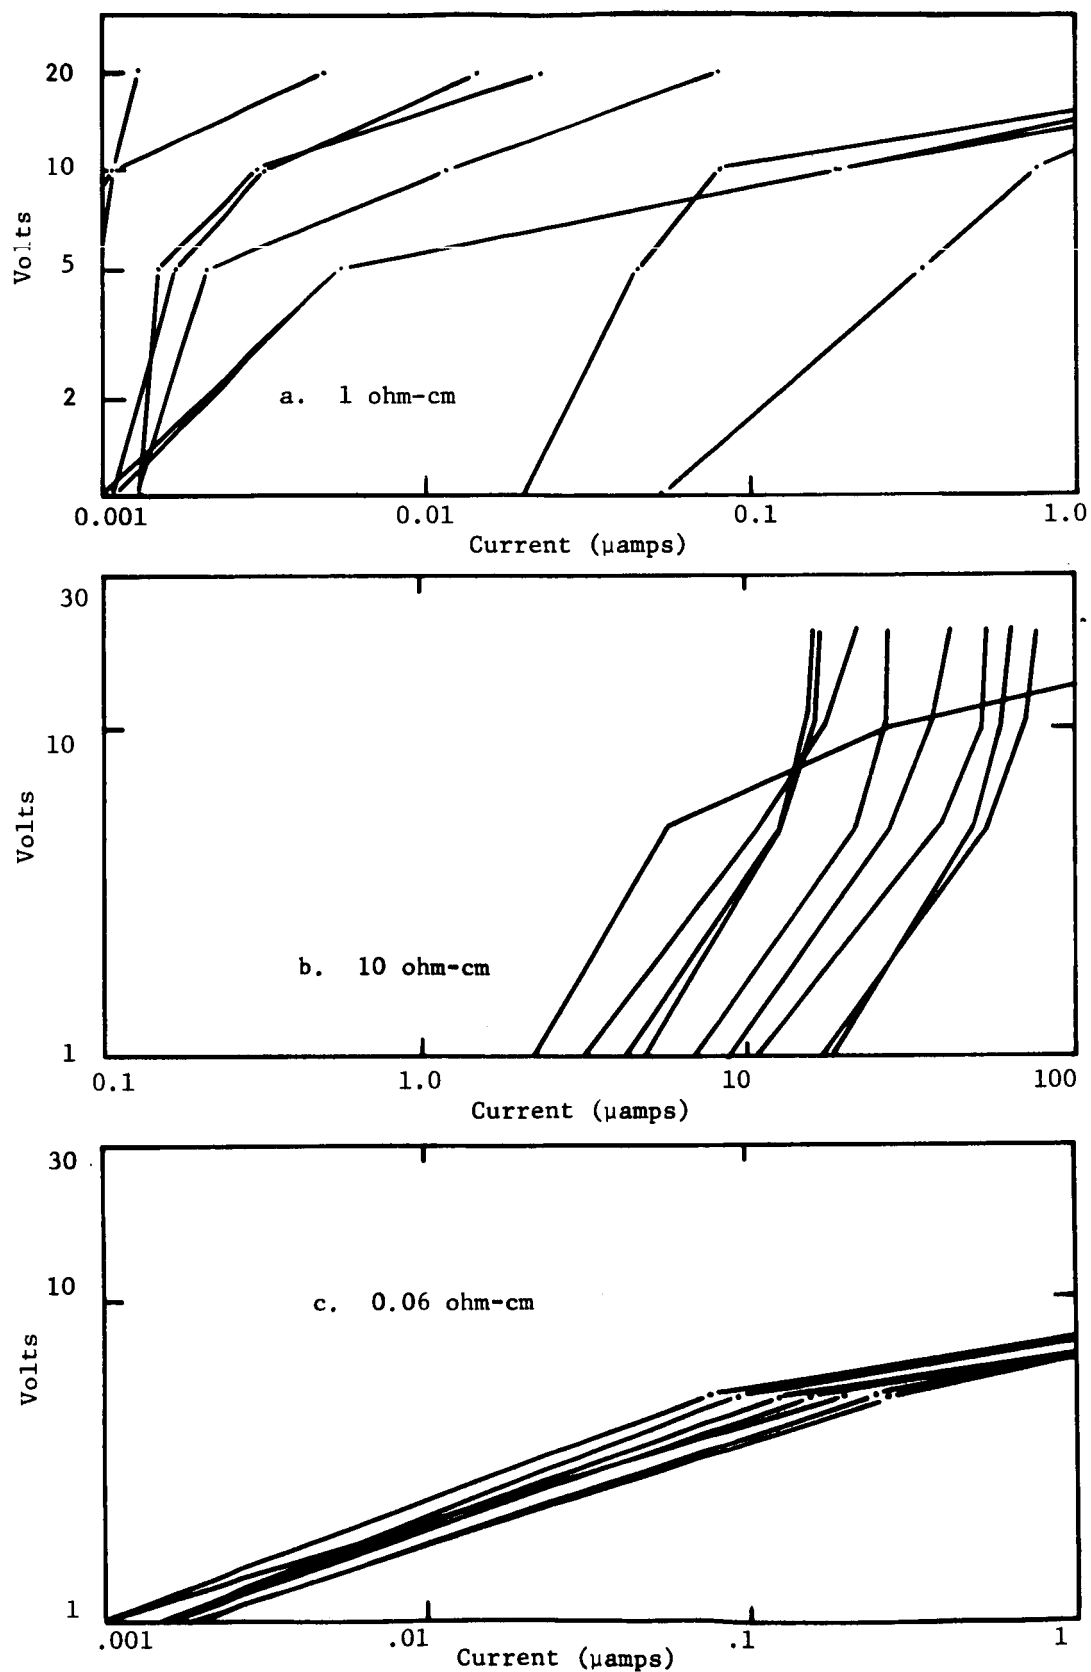 20
10
5
2
Volts
a. 1 ohm-cm
0.001 0.01 0.1 1.0
Current (μamps)
30
10
1
Volts
b. 10 ohm-cm
0.1 1.0 10 100
Current (μamps)
30
10
1
Volts
c. 0.06 ohm-cm
.001 .01 .1 1
Current (μamps)